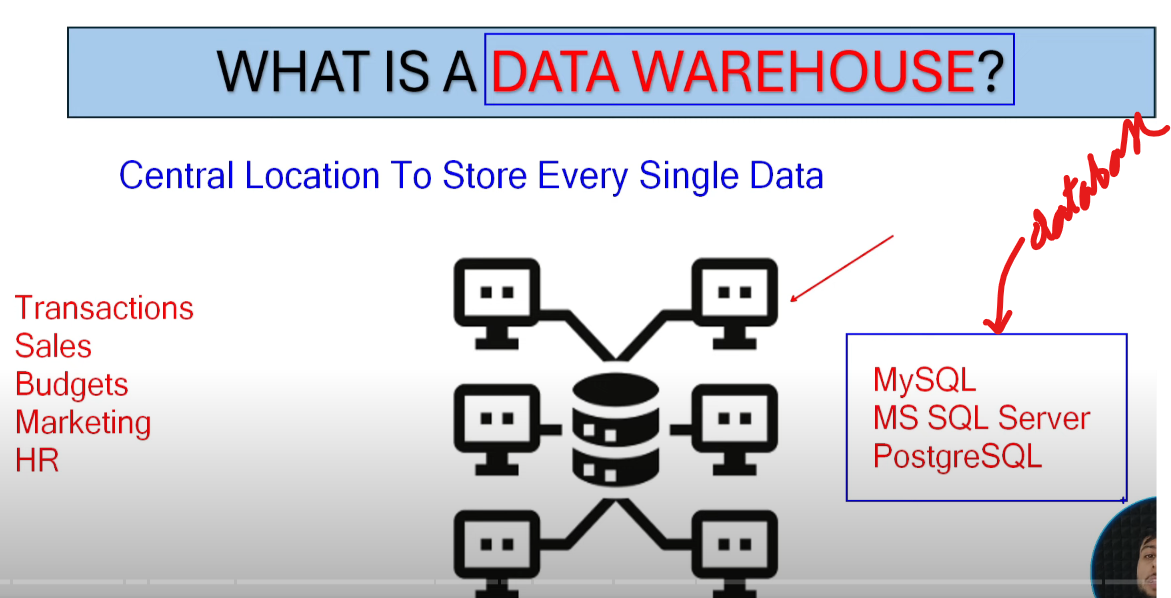 WHAT IS A DATA WAREHOUSE?
Central Location To Store Every Single Data
database
Transactions
Sales
Budgets
Marketing
HR
MySQL
MS SQL Server
PostgreSQL